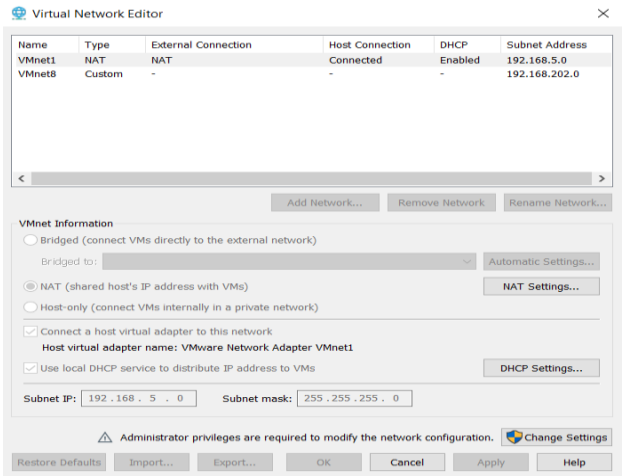 Virtual Network Editor
Name Type External Connection Host Connection DHCP Subnet Address
VMnet1 NAT NAT Connected Enabled 192.168.5.0
VMnet8 Custom - - - 192.168.202.0
Add Network... Remove Network Rename Network...
VMnet Information
Bridged (connect VMs directly to the external network)
Bridged to: Automatic Settings...
NAT (shared host's IP address with VMs) NAT Settings...
Host-only (connect VMs internally in a private network)
Connect a host virtual adapter to this network
Host virtual adapter name: VMware Network Adapter VMnet1
Use local DHCP service to distribute IP address to VMs DHCP Settings...
Subnet IP: 192 . 168 . 5 . 0 Subnet mask: 255 . 255 . 255 . 0
Administrator privileges are required to modify the network configuration. Change Settings
Restore Defaults Import... Export... OK Cancel Apply Help